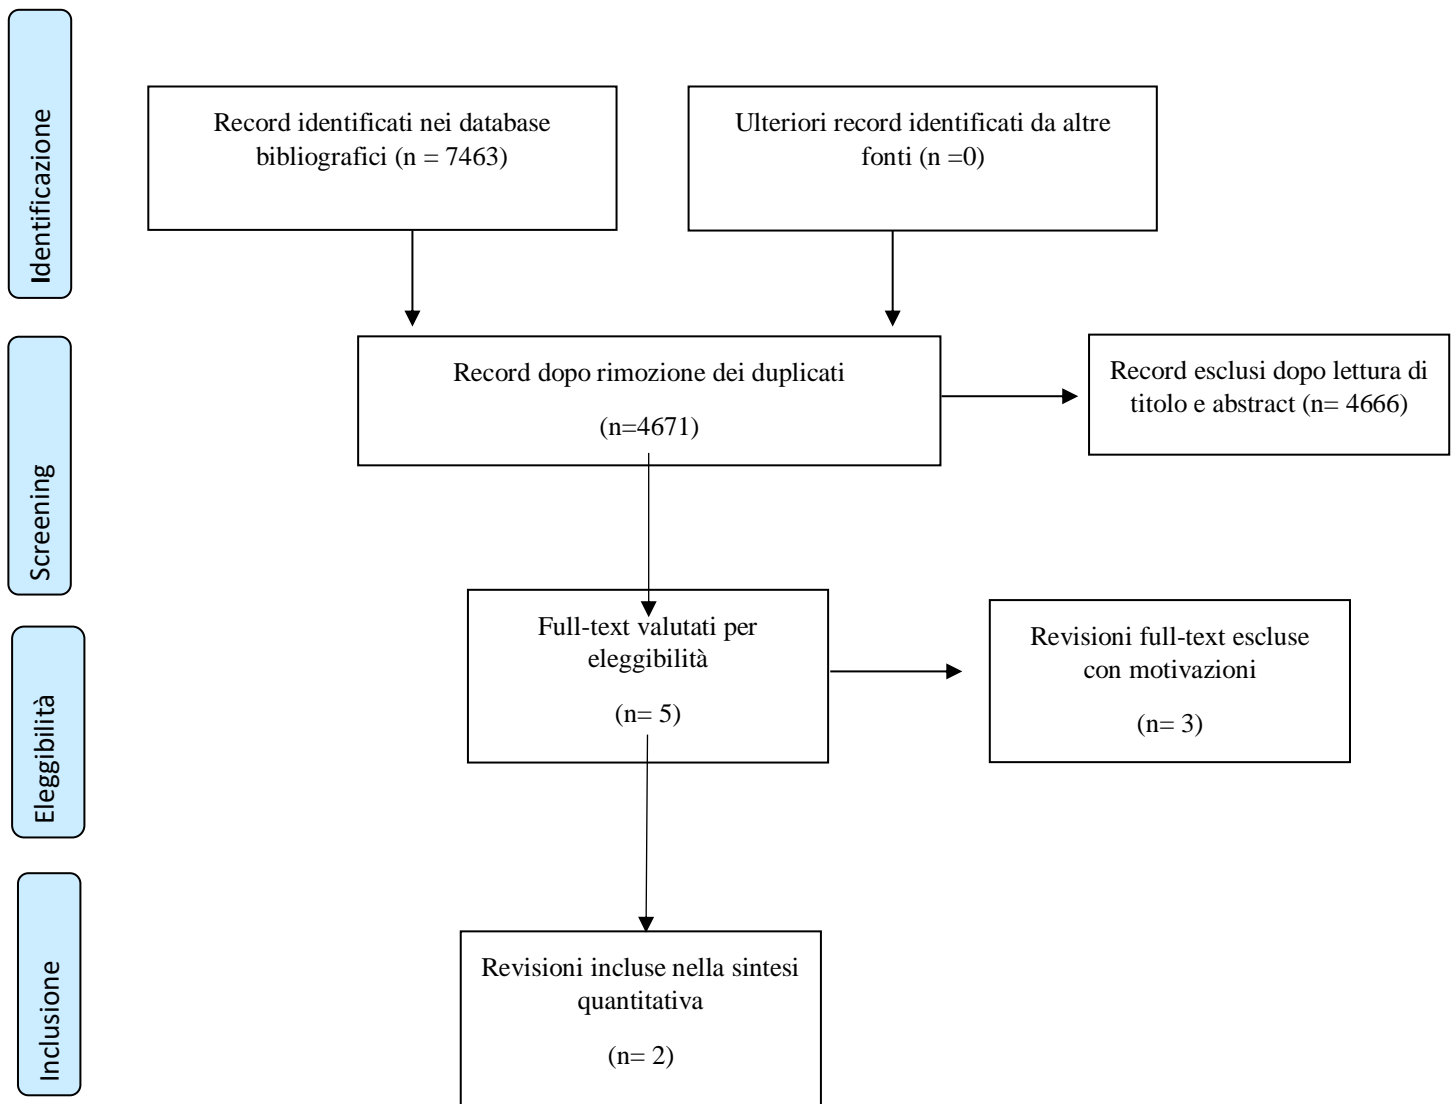 Identificazione
Record identificati nei database
bibliografici (n = 7463)
Ulteriori record identificati da altre
fonti (n =0)
Screening
Record dopo rimozione dei duplicati
(n=4671)
Record esclusi dopo lettura di
titolo e abstract (n= 4666)
Eleggibilità
Full-text valutati per
eleggibilità
(n= 5)
Revisioni full-text escluse
con motivazioni
(n= 3)
Inclusione
Revisioni incluse nella sintesi
quantitativa
(n= 2)